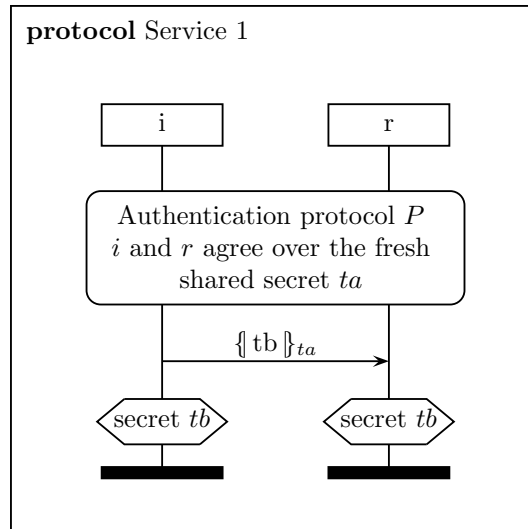 protocol Service 1
i
r
Authentication protocol P
i and r agree over the fresh
shared secret ta
{| tb |}ta
secret tb
secret tb